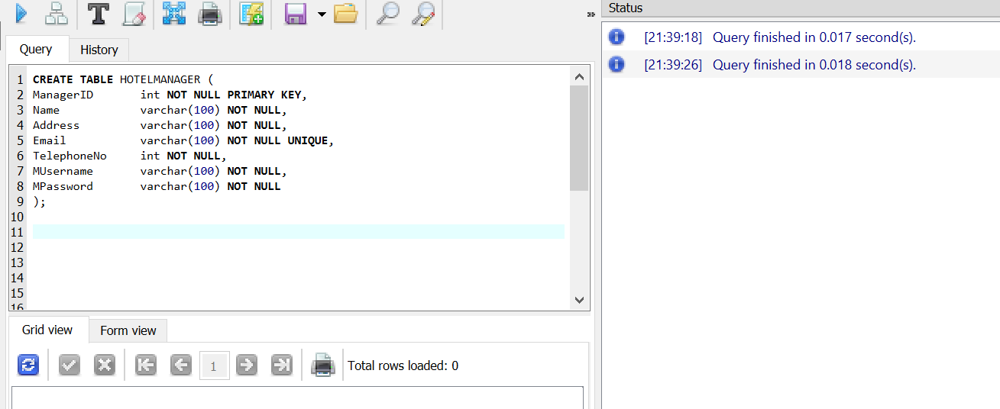 Status
Query
History
[21:39:18] Query finished in 0.017 second(s).
[21:39:26] Query finished in 0.018 second(s).
1 CREATE TABLE HOTELMANAGER (
2 ManagerID int NOT NULL PRIMARY KEY,
3 Name varchar(100) NOT NULL,
4 Address varchar(100) NOT NULL,
5 Email varchar(100) NOT NULL UNIQUE,
6 TelephoneNo int NOT NULL,
7 MUsername varchar(100) NOT NULL,
8 MPassword varchar(100) NOT NULL
9 );
10
11
12
13
14
15
16
Grid view
Form view
1
Total rows loaded: 0